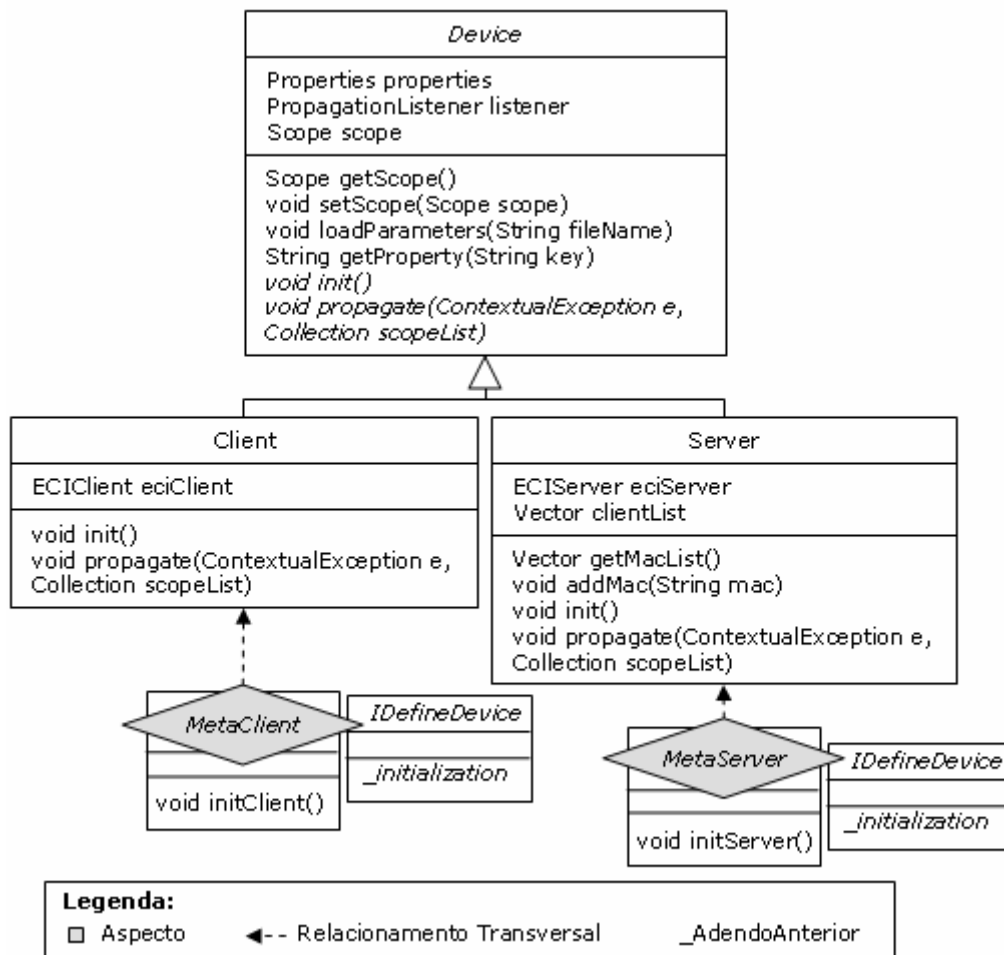 Device
Properties properties
PropagationListener listener
Scope scope
Scope getScope()
void setScope(Scope scope)
void loadParameters(String fileName)
String getProperty(String key)
void init()
void propagate(ContextualException e,
Collection scopeList)
Client
ECIClient eciClient
void init()
void propagate(ContextualException e,
Collection scopeList)
Server
ECIServer eciServer
Vector clientList
Vector getMacList()
void addMac(String mac)
void init()
void propagate(ContextualException e,
Collection scopeList)
MetaClient
void initClient()
IDefineDevice
_initialization
MetaServer
void initServer()
IDefineDevice
_initialization
Legenda:
Aspecto
Relacionamento Transversal
_AdendoAnterior